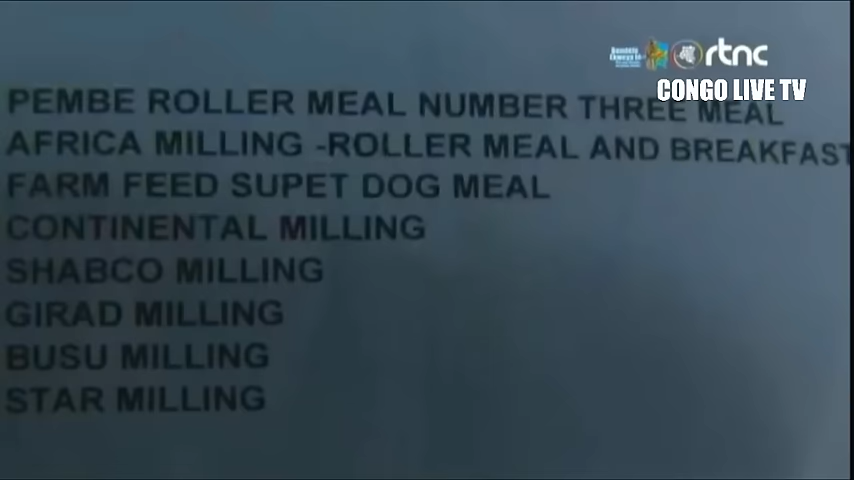 rtnc
CONGO LIVE TV
PEMBE ROLLER MEAL NUMBER THREE MEAL
AFRICA MILLING -ROLLER MEAL AND BREAKFAST
FARM FEED SUPET DOG MEAL
CONTINENTAL MILLING
SHABCO MILLING
GIRAD MILLING
BUSU MILLING
STAR MILLING